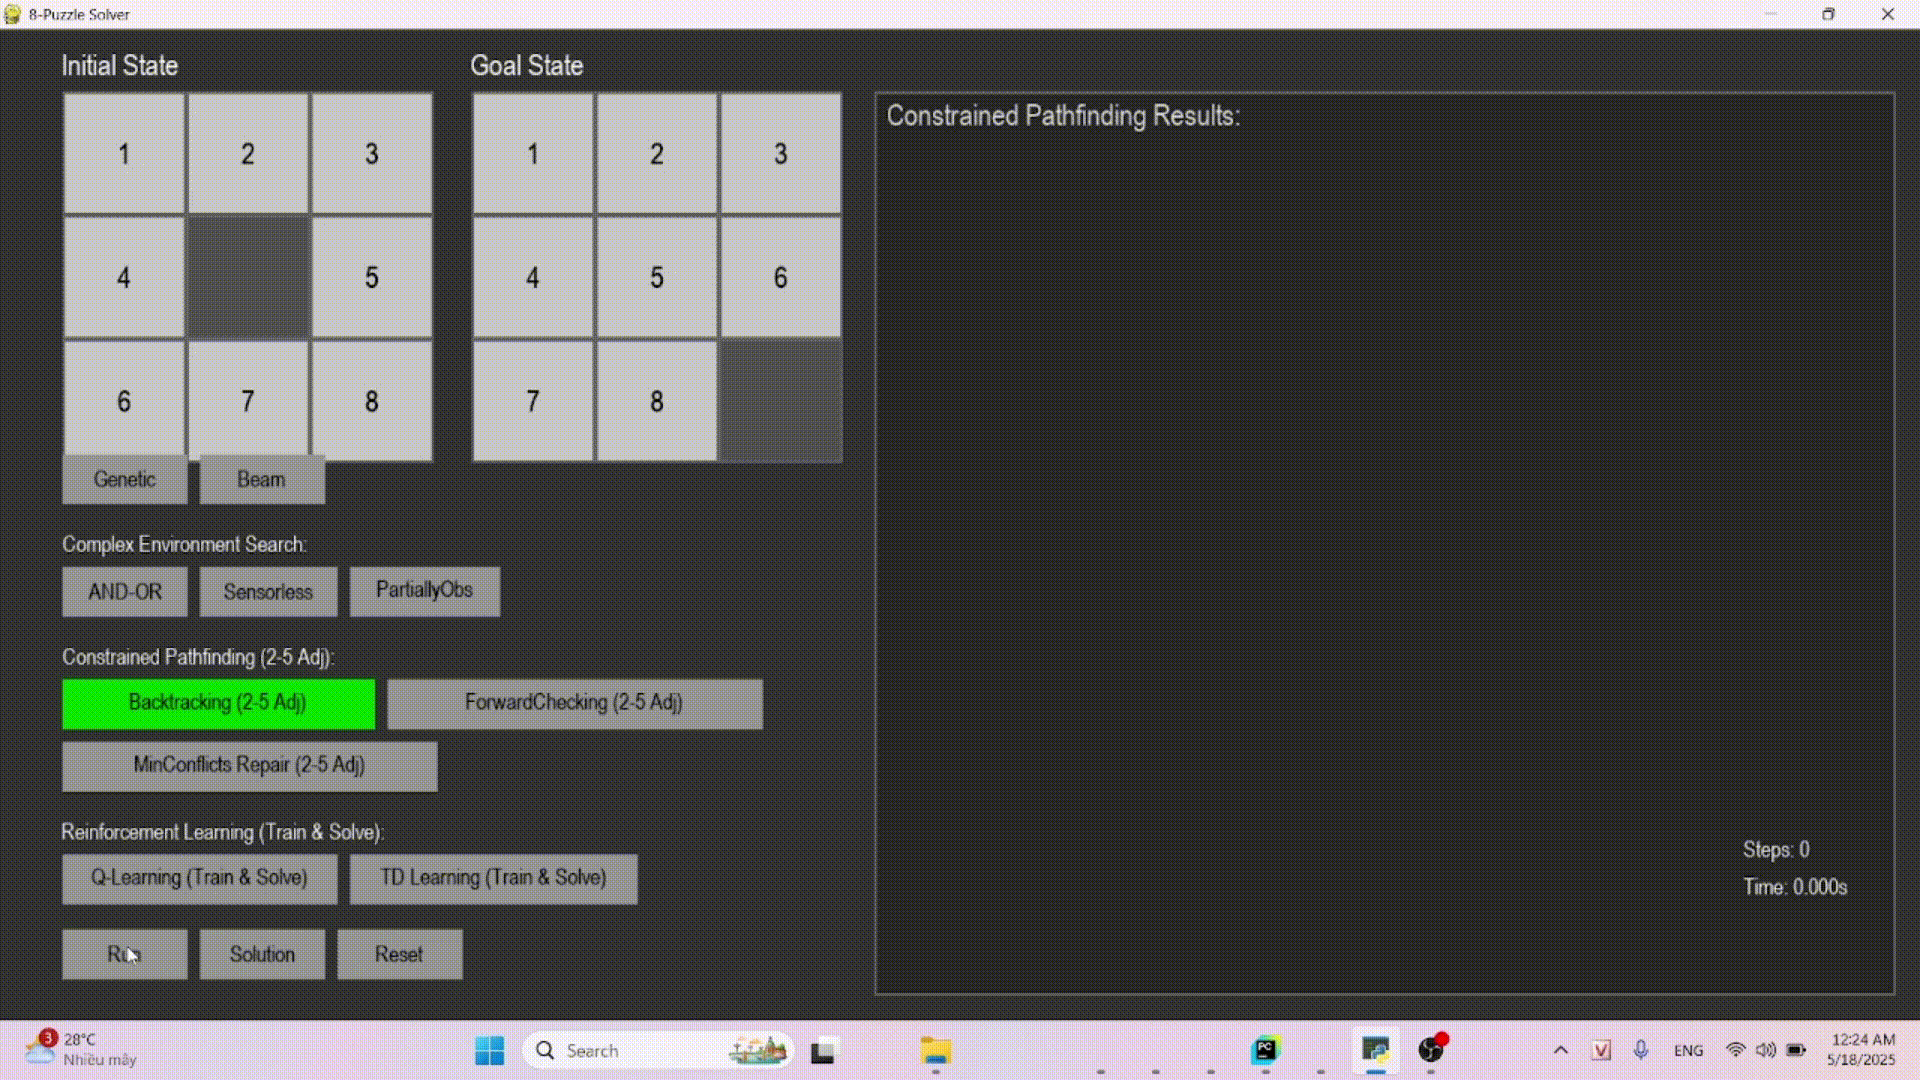 8-Puzzle Solver
Initial State
Goal State
1 2 3
4 5
6 7 8
1 2 3
4 5 6
7 8
Constrained Pathfinding Results:
Genetic
Beam
Complex Environment Search:
AND-OR
Sensorless
PartiallyObs
Constrained Pathfinding (2-5 Adj):
Backtracking (2-5 Adj)
ForwardChecking (2-5 Adj)
MinConflicts Repair (2-5 Adj)
Reinforcement Learning (Train & Solve):
Q-Learning (Train & Solve)
TD Learning (Train & Solve)
Run
Solution
Reset
Steps: 0
Time: 0.000s
3
28°C
Nhiều mây
Search
PC
V
ENG
12:24 AM
5/18/2025